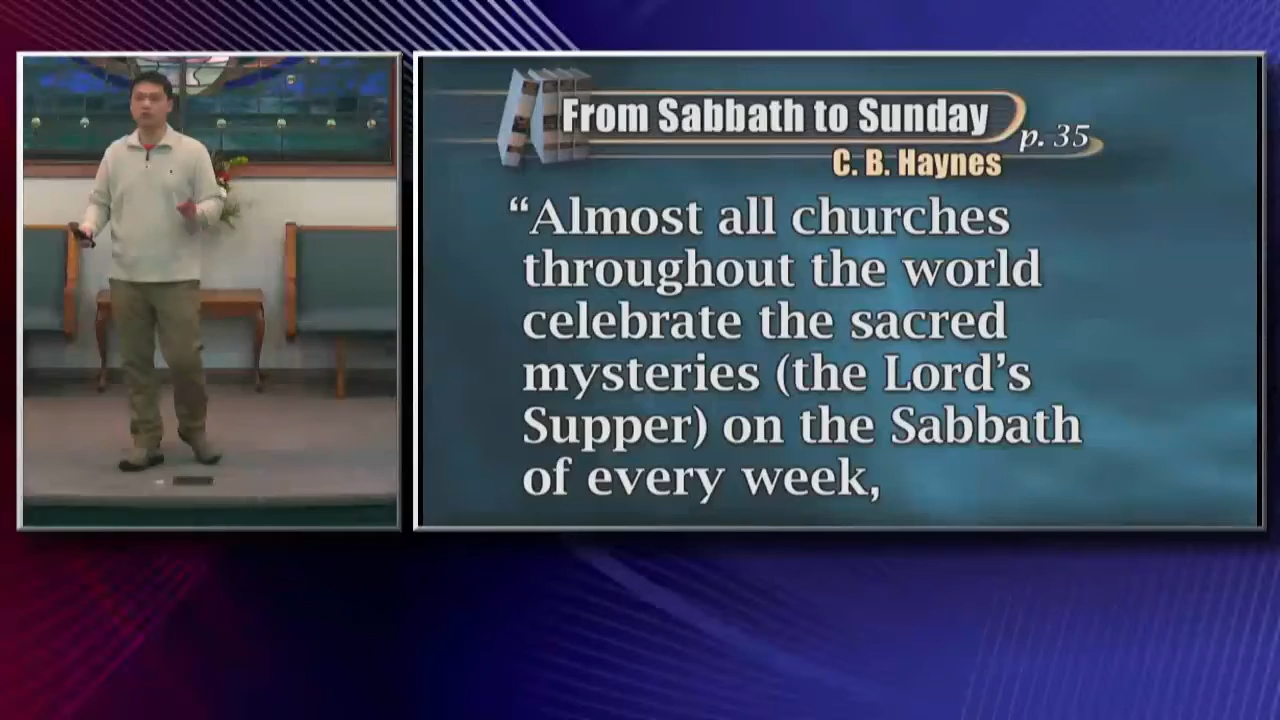 From Sabbath to Sunday
p. 35
C. B. Haynes
“Almost all churches
throughout the world
celebrate the sacred
mysteries (the Lord’s
Supper) on the Sabbath
of every week,